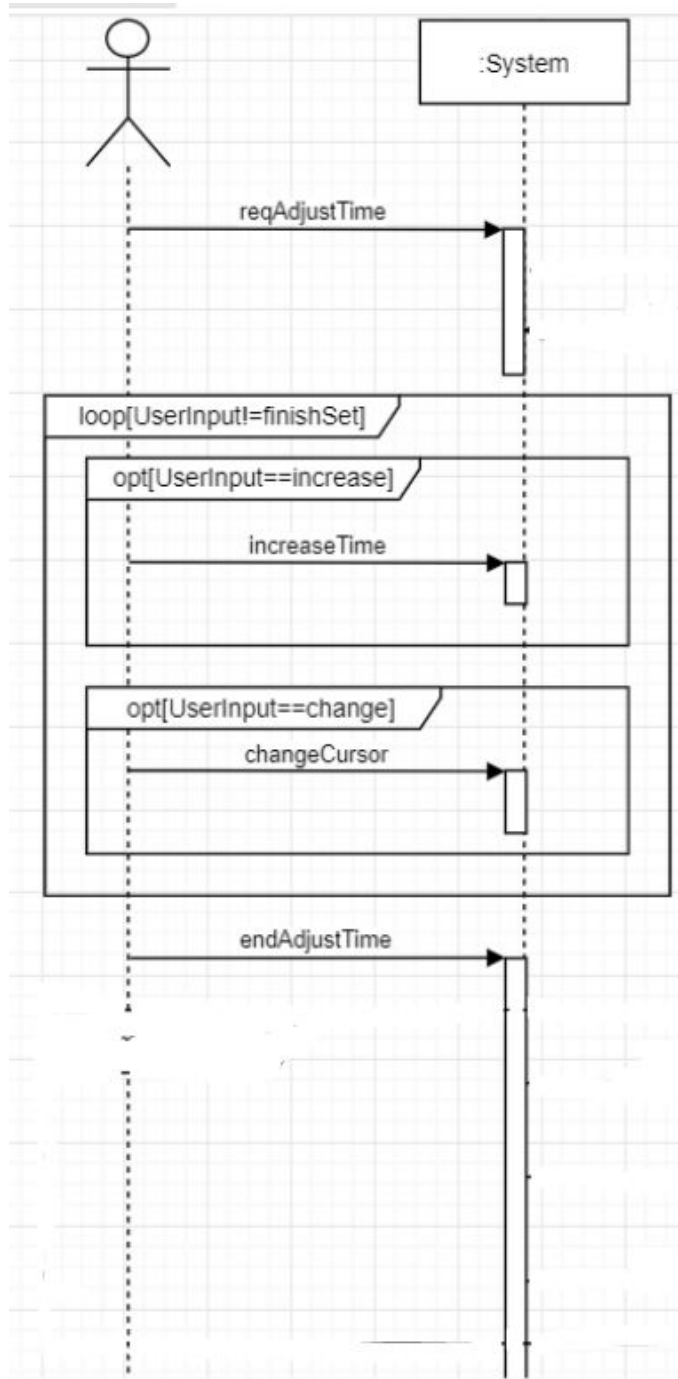 :System
reqAdjustTime
loop[UserInput!=finishSet]
opt[UserInput==increase]
increaseTime
opt[UserInput==change]
changeCursor
endAdjustTime